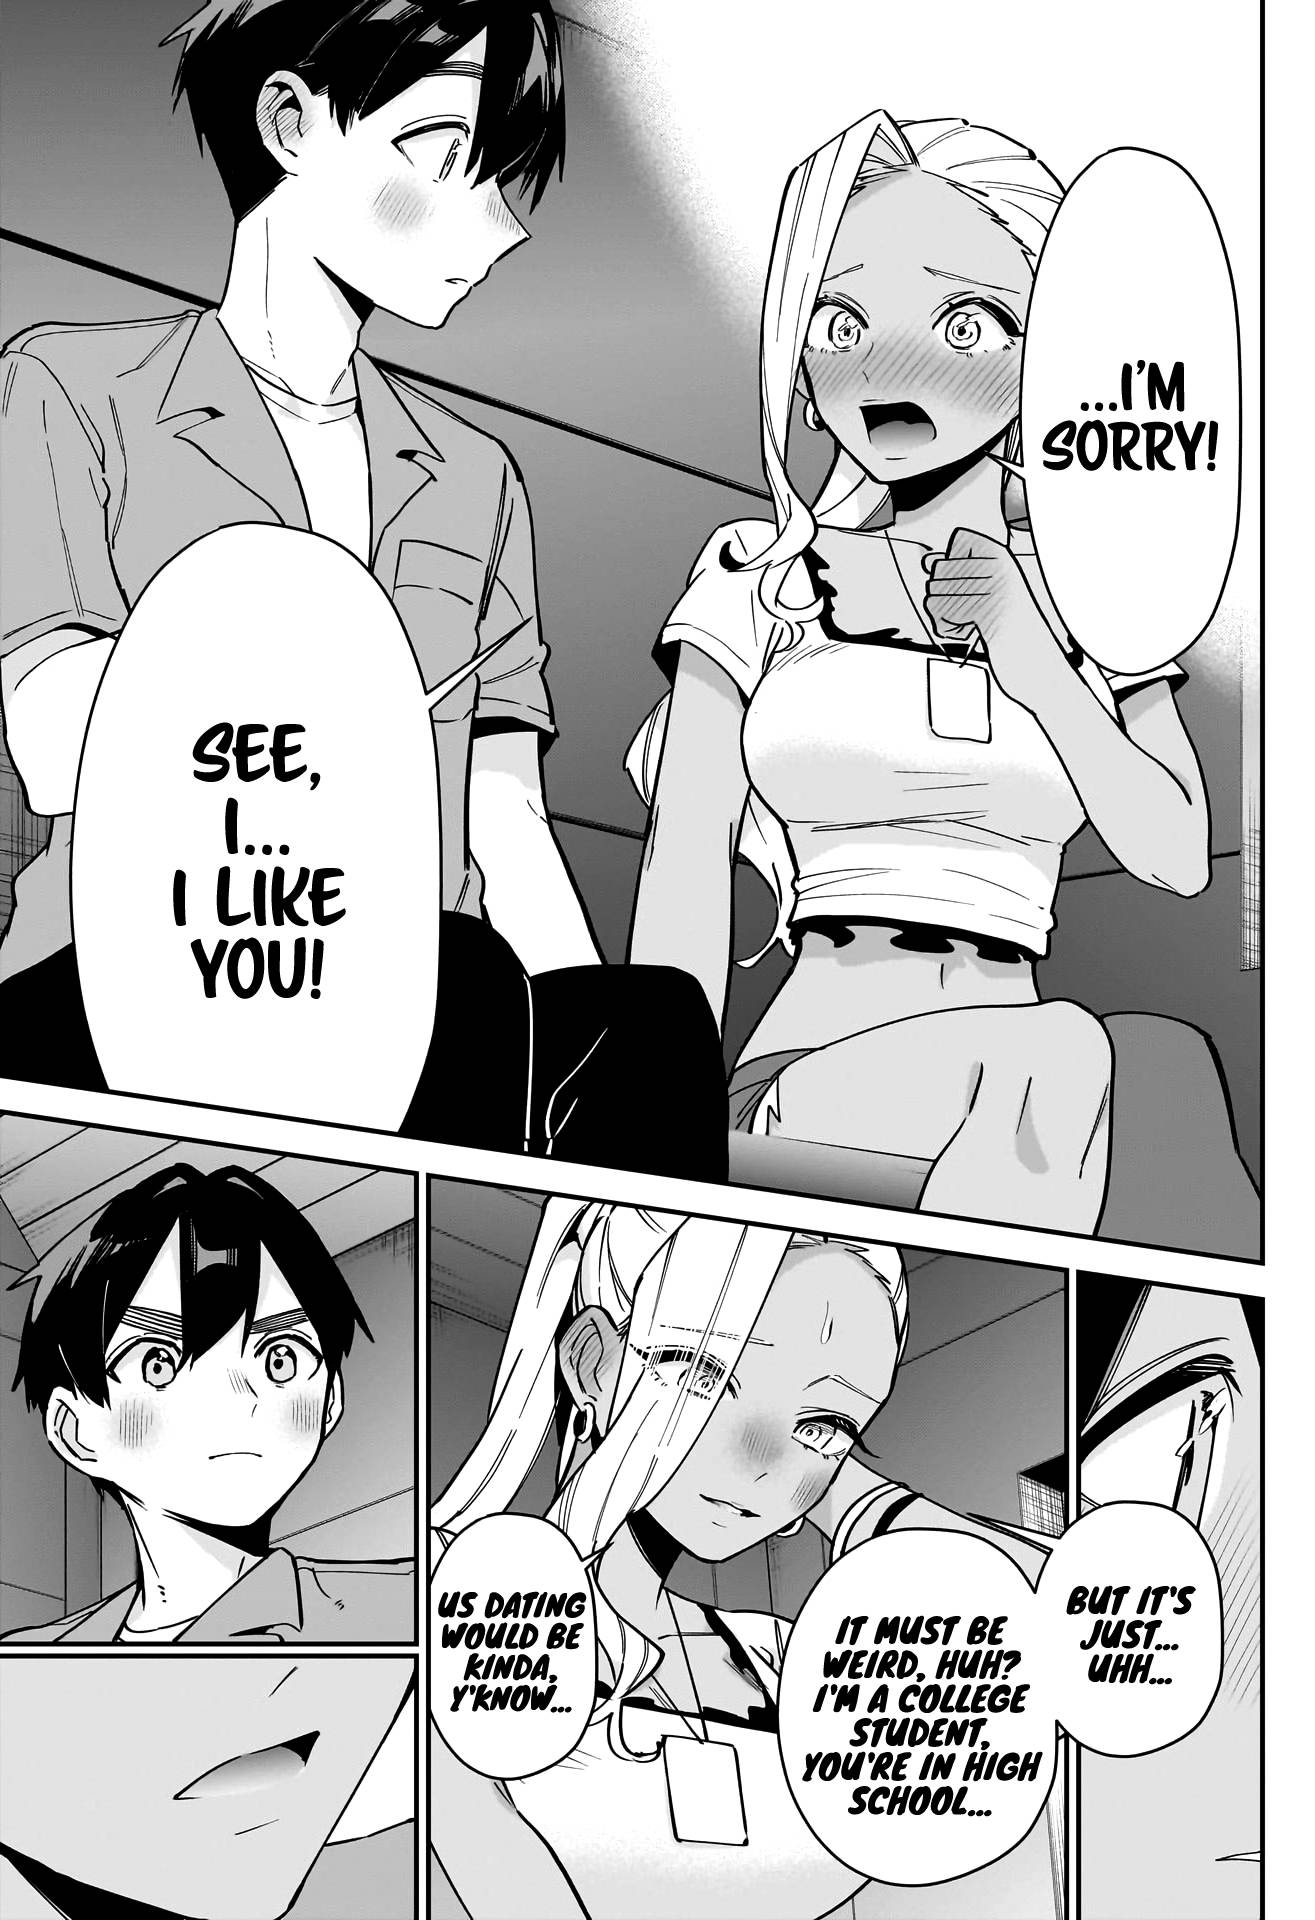 ...I'M
SORRY!
SEE,
I...
I LIKE
YOU!
BUT IT'S
JUST...
UHH...
IT MUST BE
WEIRD, HUH?
I'M A COLLEGE
STUDENT,
YOU'RE IN HIGH
SCHOOL...
US DATING
WOULD BE
KINDA,
Y'KNOW...